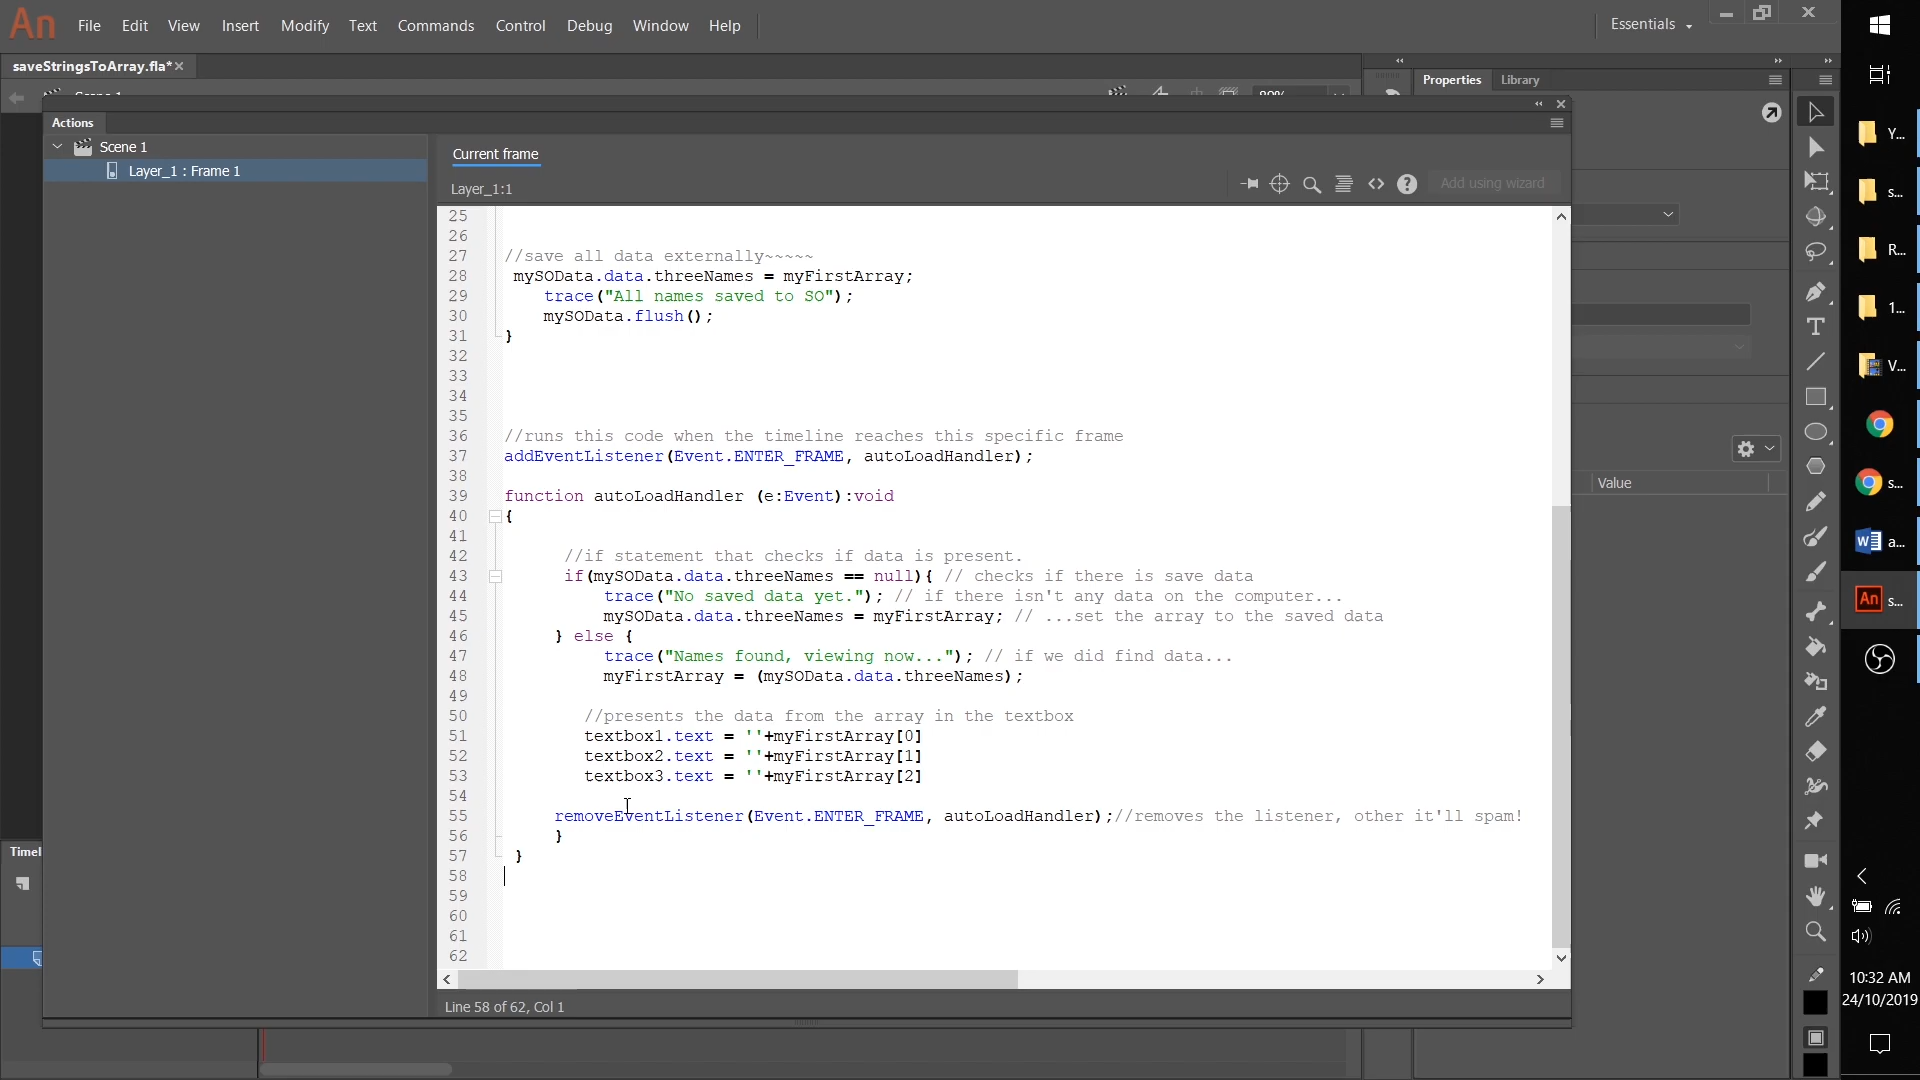 An File Edit View Insert Modify Text Commands Control Debug Window Help Essentials
saveStringsToArray.fla*
Properties Library
Actions
Scene 1
Layer_1 : Frame 1
Current frame
Layer_1:1
Add using wizard
25
26
27 //save all data externally~~~~~
28 mySOData.data.threeNames = myFirstArray;
29 trace("All names saved to SO");
30 mySOData.flush();
31 }
32
33
34
35
36 //runs this code when the timeline reaches this specific frame
37 addEventListener(Event.ENTER_FRAME, autoLoadHandler);
38
39 function autoLoadHandler (e:Event):void
40 {
41
42 //if statement that checks if data is present.
43 if(mySOData.data.threeNames == null){ // checks if there is save data
44 trace("No saved data yet."); // if there isn't any data on the computer...
45 mySOData.data.threeNames = myFirstArray; // ...set the array to the saved data
46 } else {
47 trace("Names found, viewing now..."); // if we did find data...
48 myFirstArray = (mySOData.data.threeNames);
49
50 //presents the data from the array in the textbox
51 textbox1.text = ''+myFirstArray[0]
52 textbox2.text = ''+myFirstArray[1]
53 textbox3.text = ''+myFirstArray[2]
54
55 removeEventListener(Event.ENTER_FRAME, autoLoadHandler);//removes the listener, other it'll spam!
56 }
57 }
58
59
60
61
62
Line 58 of 62, Col 1
Value
Timel
Y...
s...
R...
1...
V...
s...
a...
An s...
10:32 AM
24/10/2019